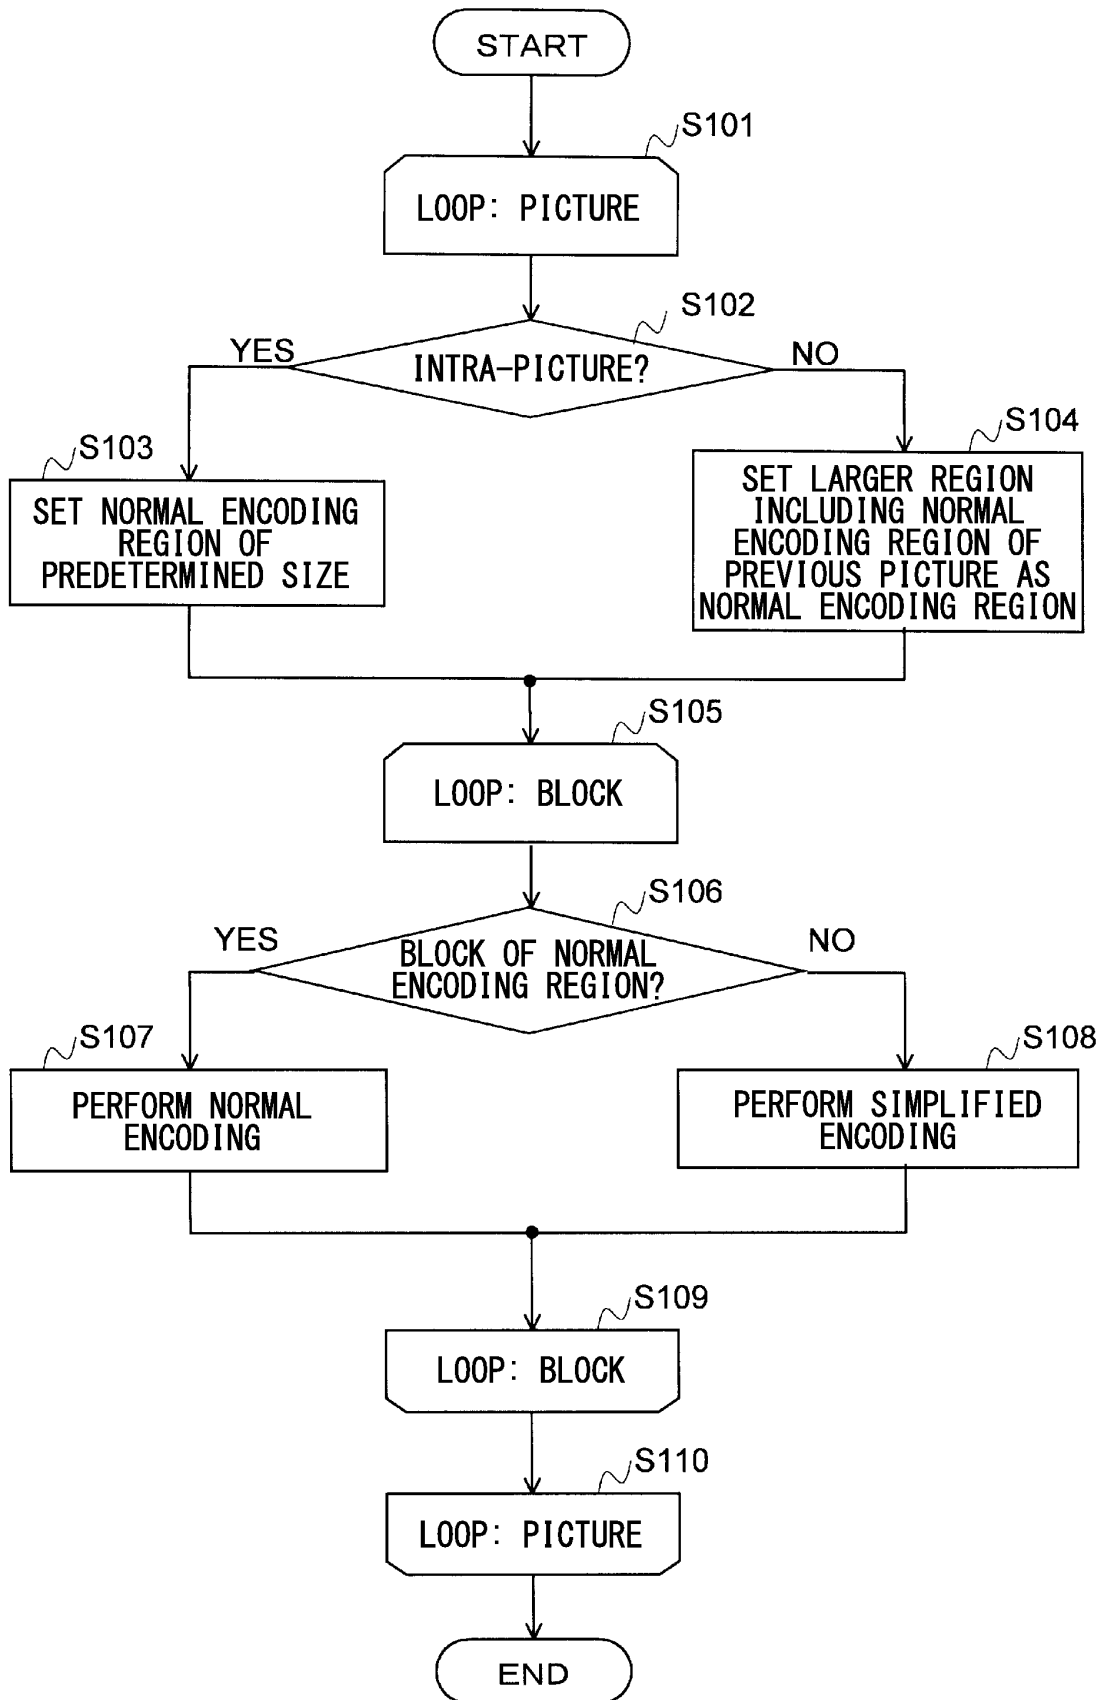 START
S101
LOOP: PICTURE
S102
YES
INTRA-PICTURE?
NO
S103
SET NORMAL ENCODING
REGION OF
PREDETERMINED SIZE
S104
SET LARGER REGION
INCLUDING NORMAL
ENCODING REGION OF
PREVIOUS PICTURE AS
NORMAL ENCODING REGION
S105
LOOP: BLOCK
S106
YES
BLOCK OF NORMAL
ENCODING REGION?
NO
S107
PERFORM NORMAL
ENCODING
S108
PERFORM SIMPLIFIED
ENCODING
S109
LOOP: BLOCK
S110
LOOP: PICTURE
END